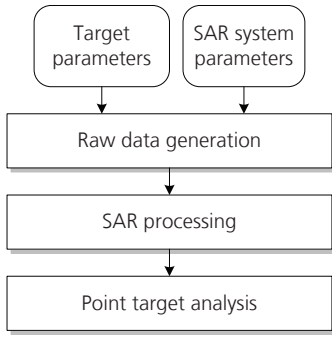 Target
parameters
SAR system
parameters
Raw data generation
SAR processing
Point target analysis